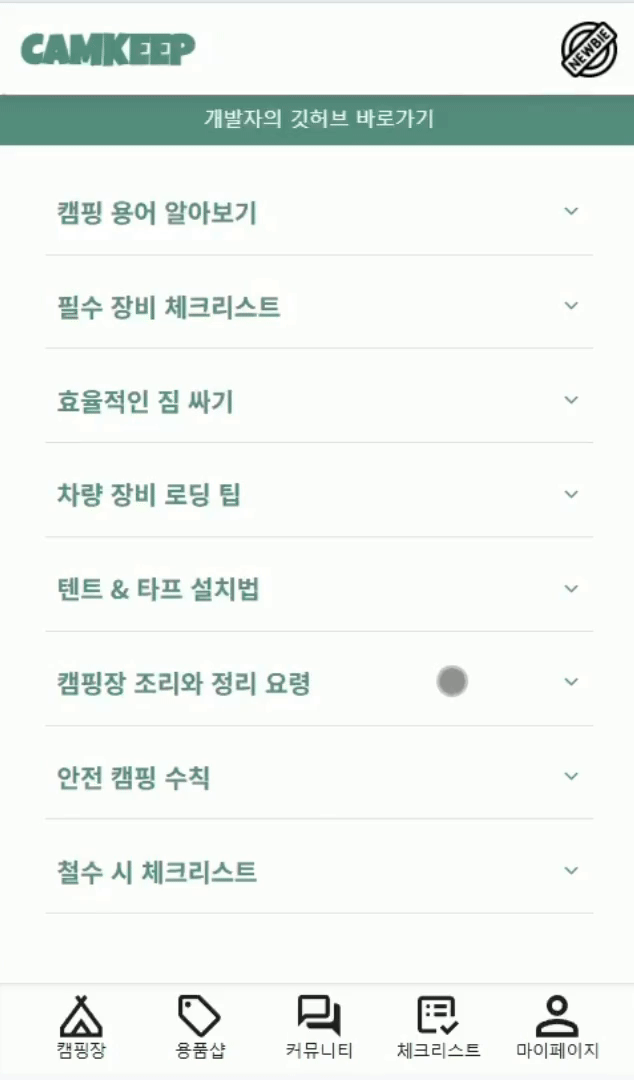 CAMKEEP
NEWBIE
개발자의 깃허브 바로가기
캠핑 용어 알아보기
필수 장비 체크리스트
효율적인 짐 싸기
차량 장비 로딩 팁
텐트 & 타프 설치법
캠핑장 조리와 정리 요령
안전 캠핑 수칙
철수 시 체크리스트
캠핑장 용품샵 커뮤니티 체크리스트 마이페이지